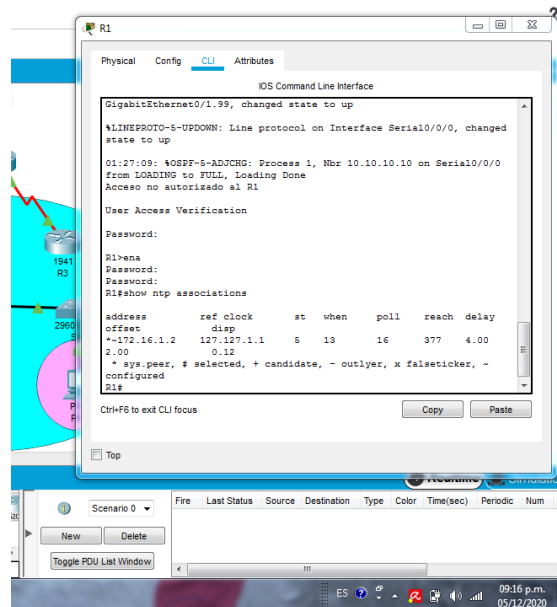 R1
Physical Config CLI Attributes
IOS Command Line Interface
GigabitEthernet0/1.99, changed state to up
%LINEPROTO-5-UPDOWN: Line protocol on Interface Serial0/0/0, changed
state to up
01:27:09: %OSPF-5-ADJCHG: Process 1, Nbr 10.10.10.10 on Serial0/0/0
from LOADING to FULL, Loading Done
Acceso no autorizado al R1
User Access Verification
Password:
R1>ena
Password:
Password:
R1#show ntp associations
address ref clock st when poll reach delay
offset disp
*~172.16.1.2 127.127.1.1 5 13 16 377 4.00
2.00 0.12
* sys.peer, # selected, + candidate, - outlyer, x falseticker, ~
configured
R1#
Ctrl+F6 to exit CLI focus
Copy Paste
Top
1941
R3
2960
Realtime
Scenario 0
New Delete
Toggle PDU List Window
Fire Last Status Source Destination Type Color Time(sec) Periodic Num
ES
09:16 p.m.
05/12/2020